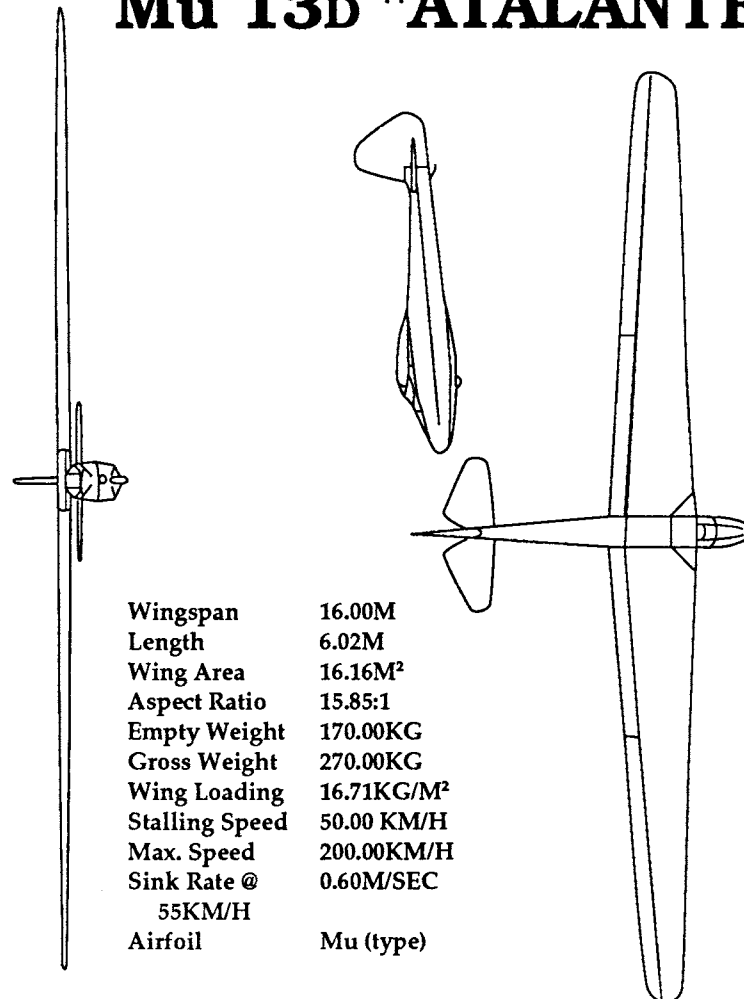 Mu 13D "ATALANTE
Wingspan 16.00M
Length 6.02M
Wing Area 16.16M²
Aspect Ratio 15.85:1
Empty Weight 170.00KG
Gross Weight 270.00KG
Wing Loading 16.71KG/M²
Stalling Speed 50.00 KM/H
Max. Speed 200.00KM/H
Sink Rate @ 0.60M/SEC
55KM/H
Airfoil Mu (type)